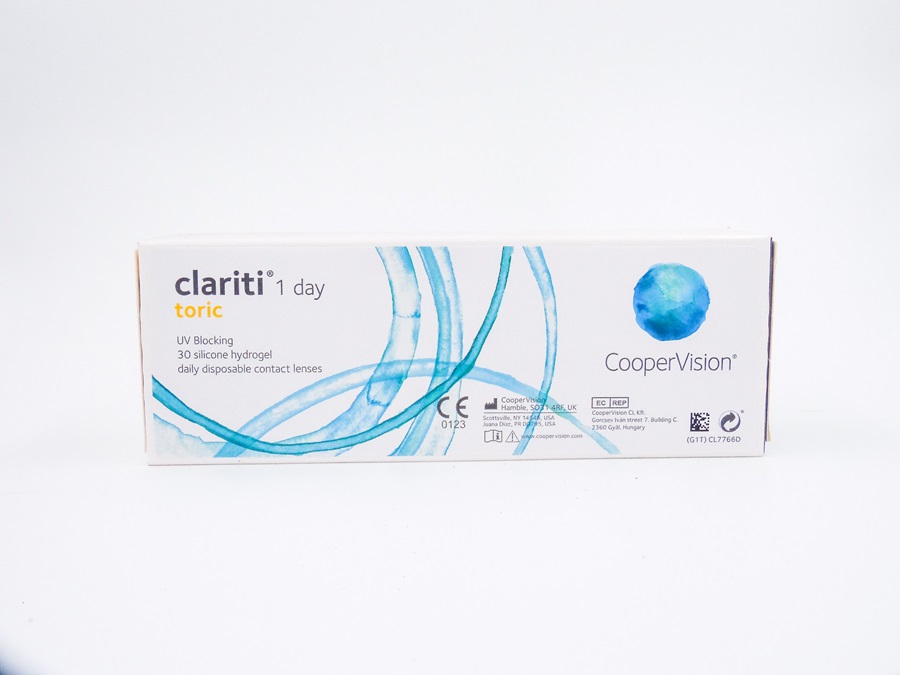 clariti® 1 day
toric
UV Blocking
30 silicone hydrogel
daily disposable contact lenses
CooperVision®
CE
0123
CooperVision
Hamble, SO31 4RF, UK
Scottsville, NY 14546, USA
Juana Diaz, PR 00795, USA
www.coopervision.com
EC REP
CooperVision CL Kft.
Gorcsev Iván street 7. Building C.
2360 Gyál, Hungary
(G1T) CL7766D